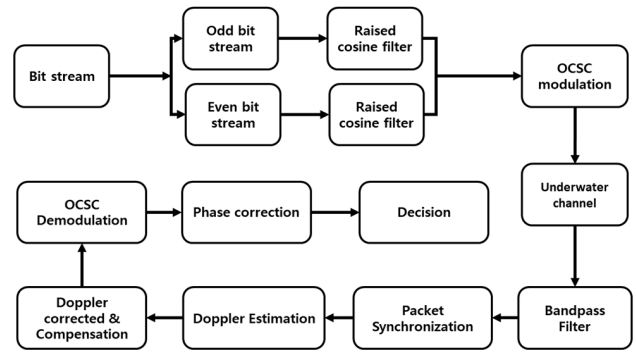 Bit stream
Odd bit
stream
Raised
cosine filter
Even bit
stream
Raised
cosine filter
OCSC
modulation
Underwater
channel
Bandpass
Filter
Packet
Synchronization
Doppler Estimation
Doppler
corrected &
Compensation
OCSC
Demodulation
Phase correction
Decision